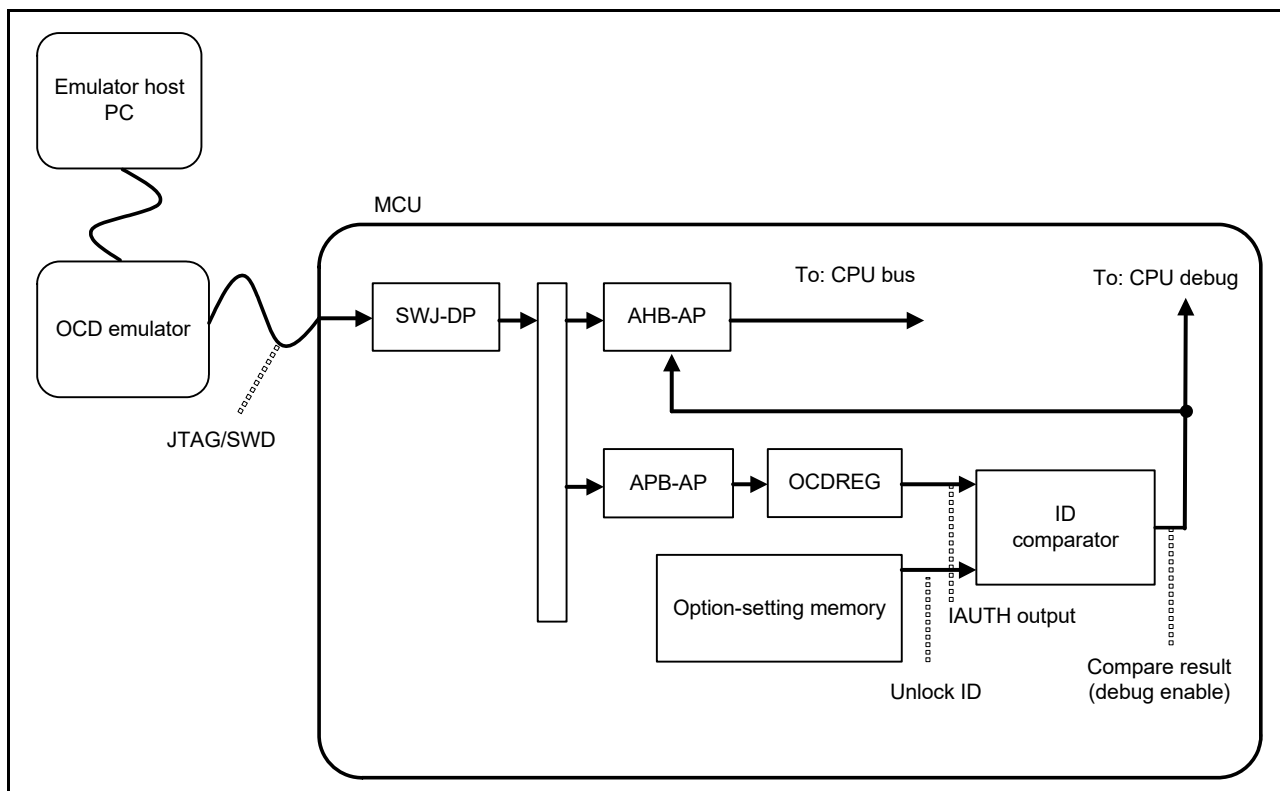 Emulator host
PC
MCU
OCD emulator
SWJ-DP
AHB-AP
To: CPU bus
To: CPU debug
JTAG/SWD
APB-AP
OCDREG
ID
comparator
Option-setting memory
IAUTH output
Unlock ID
Compare result
(debug enable)